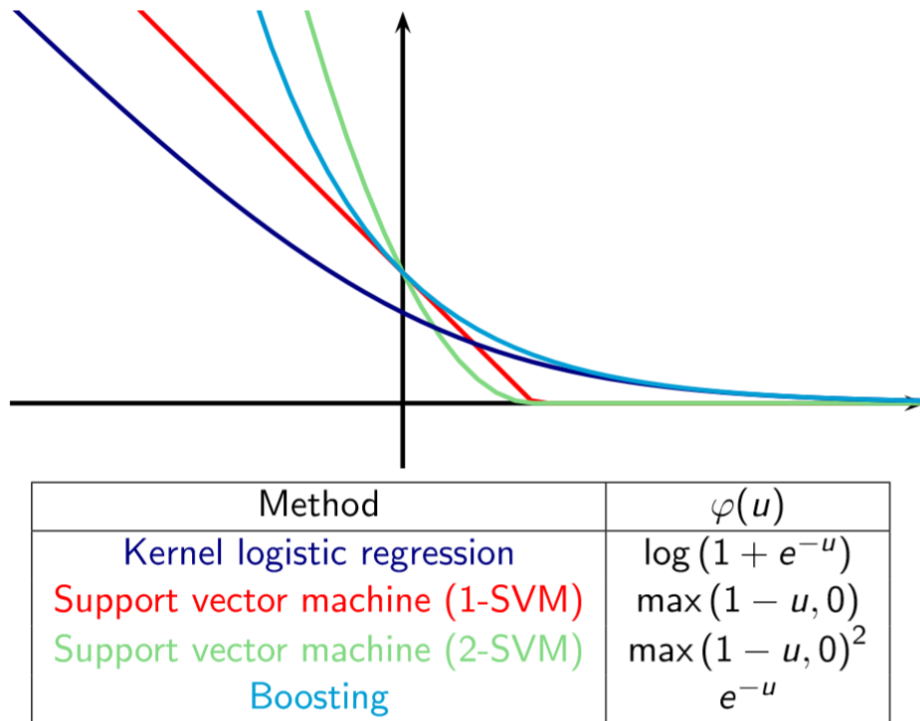 Method φ(u)
Kernel logistic regression log (1 + e⁻ᵘ)
Support vector machine (1-SVM) max (1 − u, 0)
Support vector machine (2-SVM) max (1 − u, 0)²
Boosting e⁻ᵘ